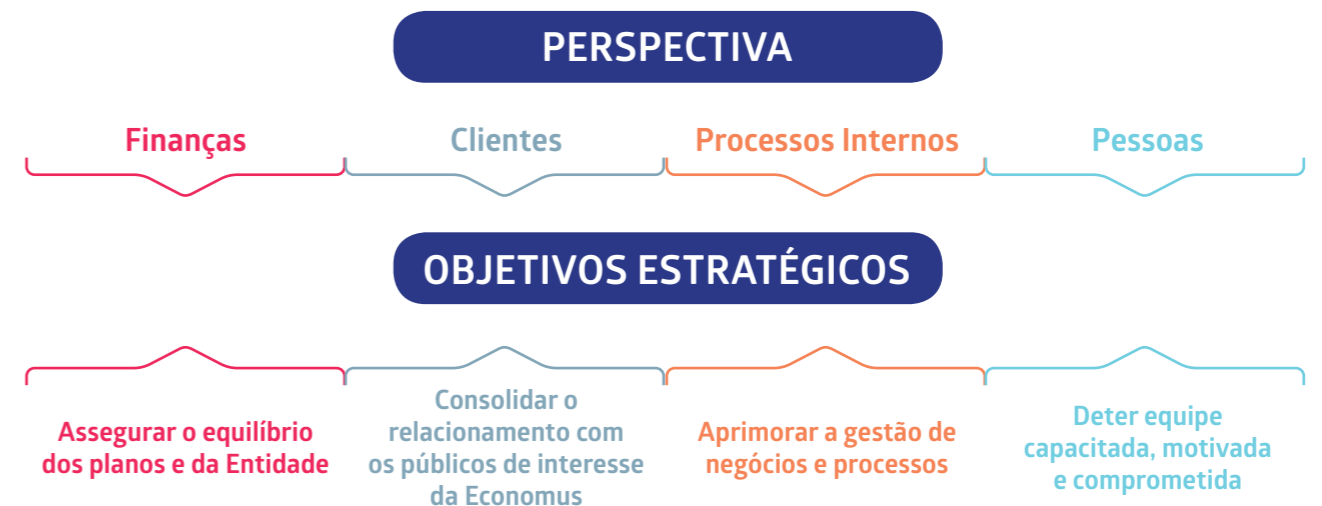 PERSPECTIVA
Finanças
Clientes
Processos Internos
Pessoas
OBJETIVOS ESTRATÉGICOS
Assegurar o equilíbrio
dos planos e da Entidade
Consolidar o
relacionamento com
os públicos de interesse
da Economus
Aprimorar a gestão de
negócios e processos
Deter equipe
capacitada, motivada
e comprometida